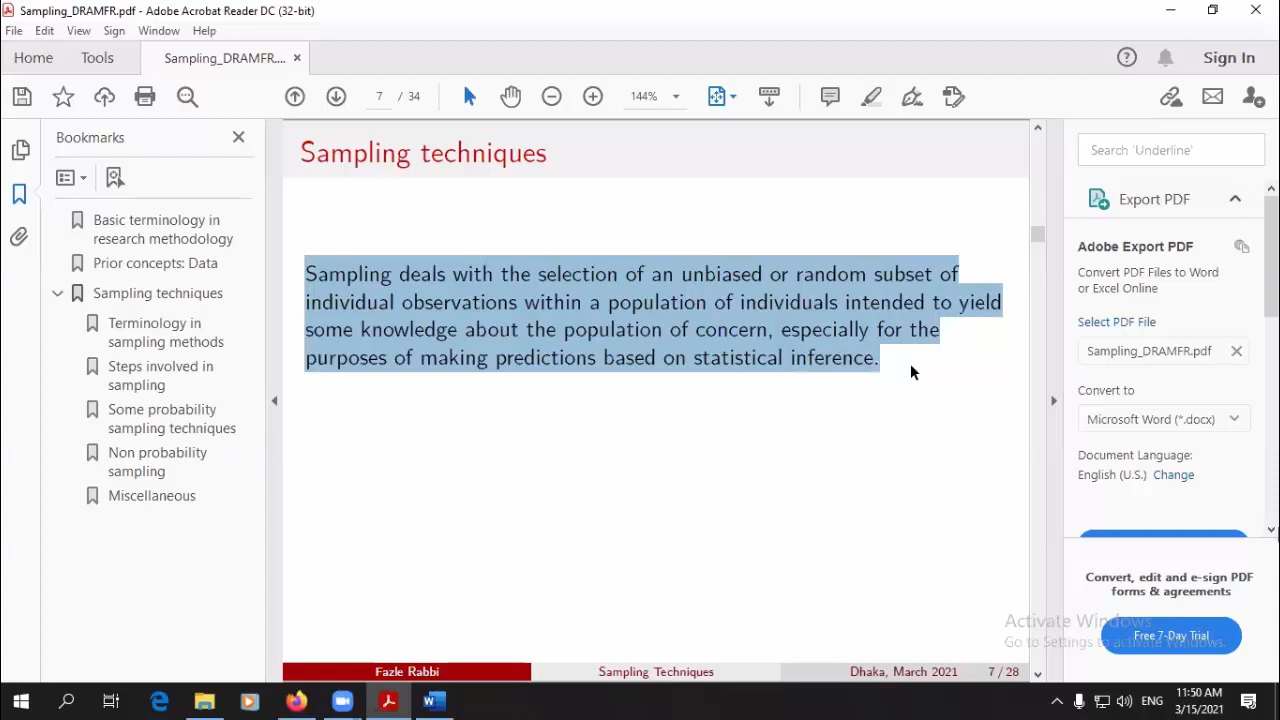 Sampling_DRAMFR.pdf - Adobe Acrobat Reader DC (32-bit)
File Edit View Sign Window Help
Home Tools Sampling_DRAMFR.... × Sign In
7 / 34 144%
Bookmarks
Basic terminology in
research methodology
Prior concepts: Data
Sampling techniques
Terminology in
sampling methods
Steps involved in
sampling
Some probability
sampling techniques
Non probability
sampling
Miscellaneous
Sampling techniques
Sampling deals with the selection of an unbiased or random subset of
individual observations within a population of individuals intended to yield
some knowledge about the population of concern, especially for the
purposes of making predictions based on statistical inference.
Fazle Rabbi Sampling Techniques Dhaka, March 2021 7 / 28
Search 'Underline'
Export PDF
Adobe Export PDF
Convert PDF Files to Word
or Excel Online
Select PDF File
Sampling_DRAMFR.pdf
Convert to
Microsoft Word (*.docx)
Document Language:
English (U.S.) Change
Convert, edit and e-sign PDF
forms & agreements
Free 7-Day Trial
Activate Windows
Go to Settings to activate Windows.
ENG
11:50 AM
3/15/2021